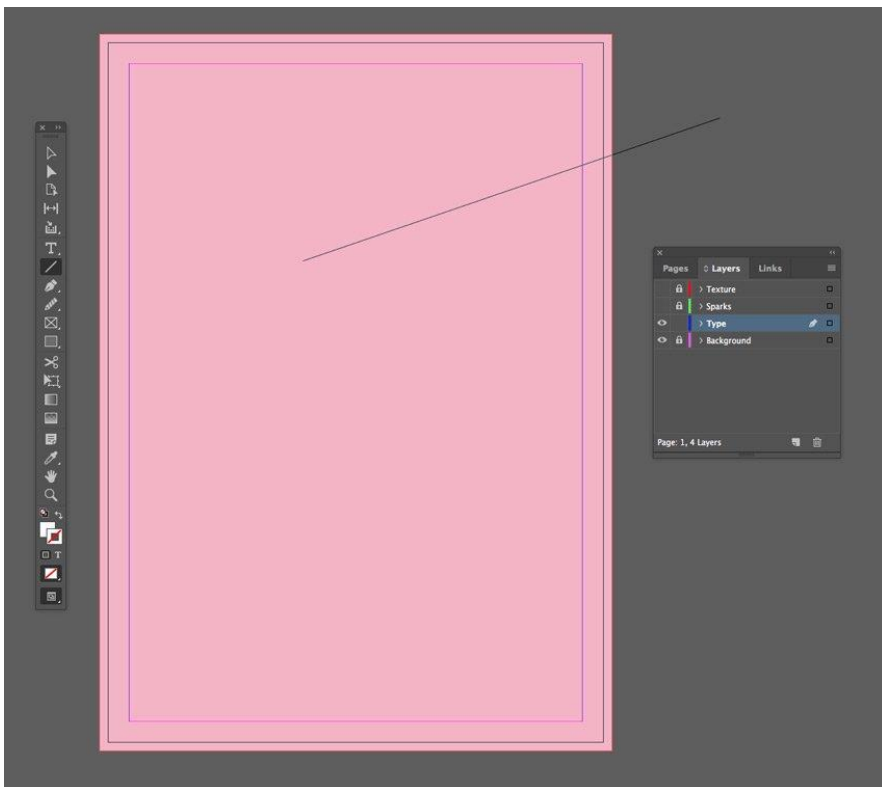 Pages Layers Links
Texture
Sparks
Type
Background
Page: 1, 4 Layers